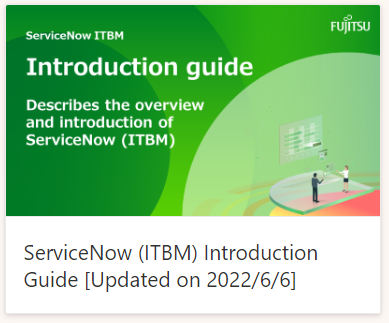 ServiceNow ITBM
FUJITSU
Introduction guide
Describes the overview
and introduction of
ServiceNow (ITBM)
ServiceNow (ITBM) Introduction
Guide [Updated on 2022/6/6]